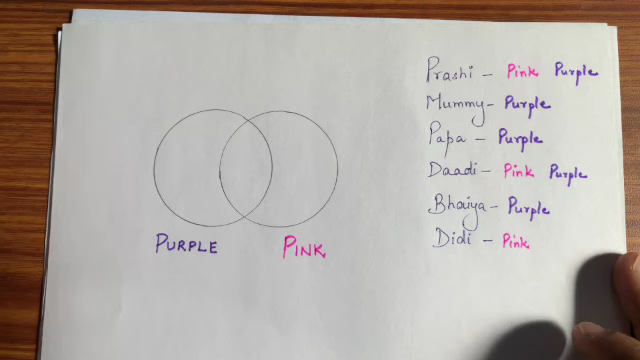 Prashi - Pink Purple
Mummy - Purple
Papa - Purple
Daadi - Pink Purple
Bhaiya - Purple
Didi - Pink
PURPLE PINK